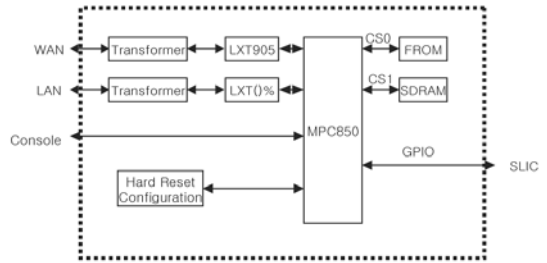 WAN
Transformer
LXT905
CS0
FROM
LAN
Transformer
LXT()%
CS1
SDRAM
MPC850
Console
GPIO
SLIC
Hard Reset
Configuration